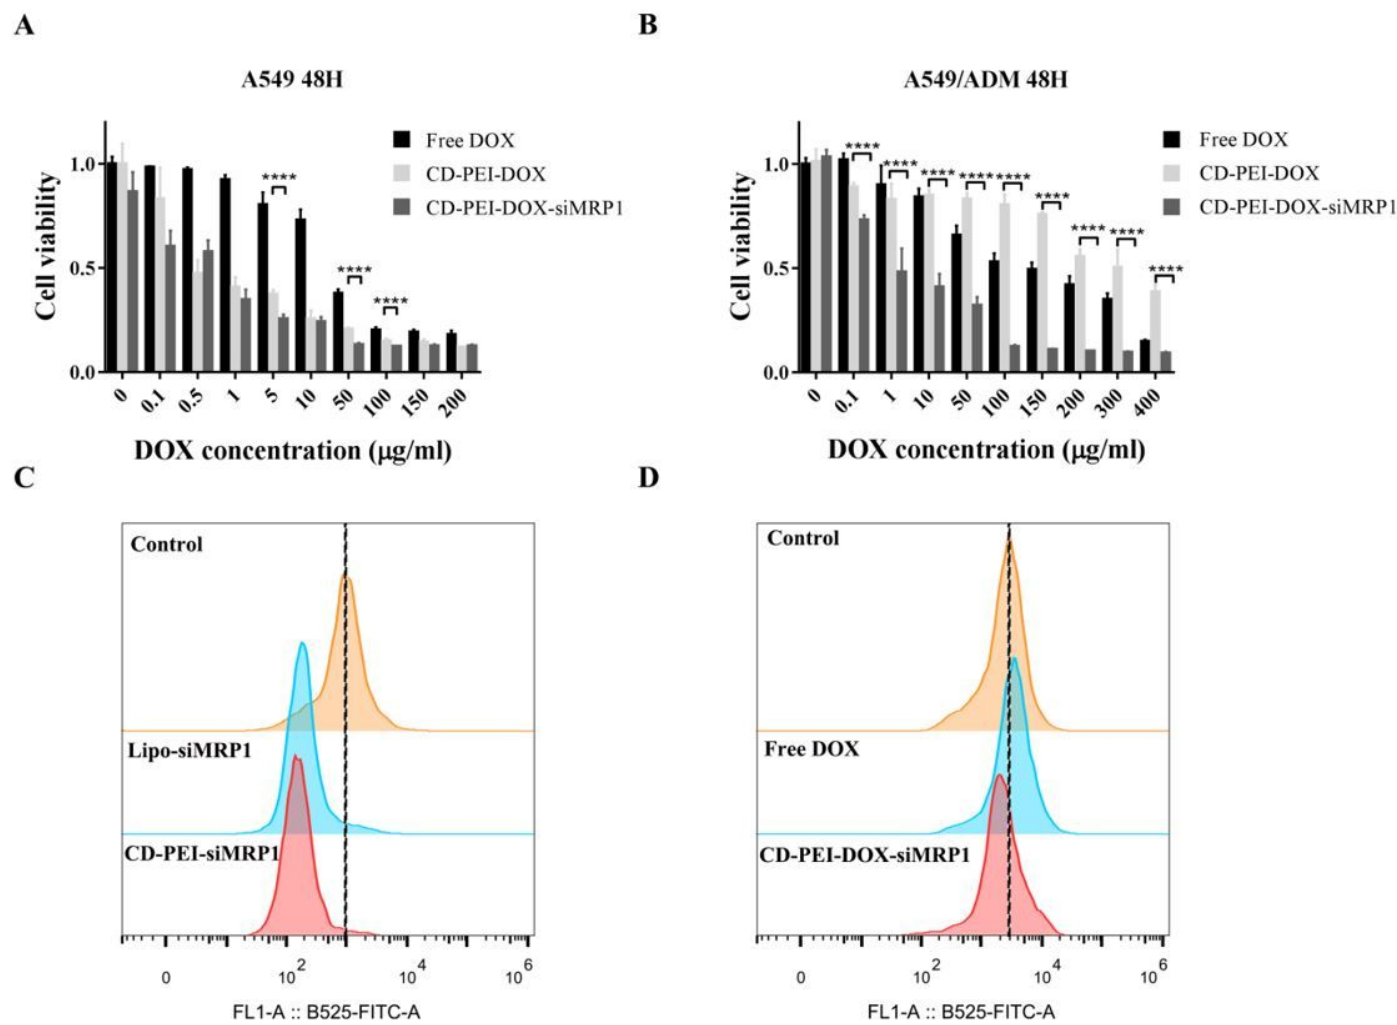 A
A549 48H
Cell viability
1.0
0.5
0.0
****
****
****
Free DOX
CD-PEI-DOX
CD-PEI-DOX-siMRP1
0 0.1 0.5 1 5 10 50 100 150 200
DOX concentration (μg/ml)
B
A549/ADM 48H
Cell viability
1.0
0.5
0.0
****
****
****
****
****
****
****
****
****
Free DOX
CD-PEI-DOX
CD-PEI-DOX-siMRP1
0 0.1 1 10 50 100 150 200 300 400
DOX concentration (μg/ml)
C
Control
Lipo-siMRP1
CD-PEI-siMRP1
0 10^2 10^4 10^6
FL1-A :: B525-FITC-A
D
Control
Free DOX
CD-PEI-DOX-siMRP1
0 10^2 10^4 10^6
FL1-A :: B525-FITC-A